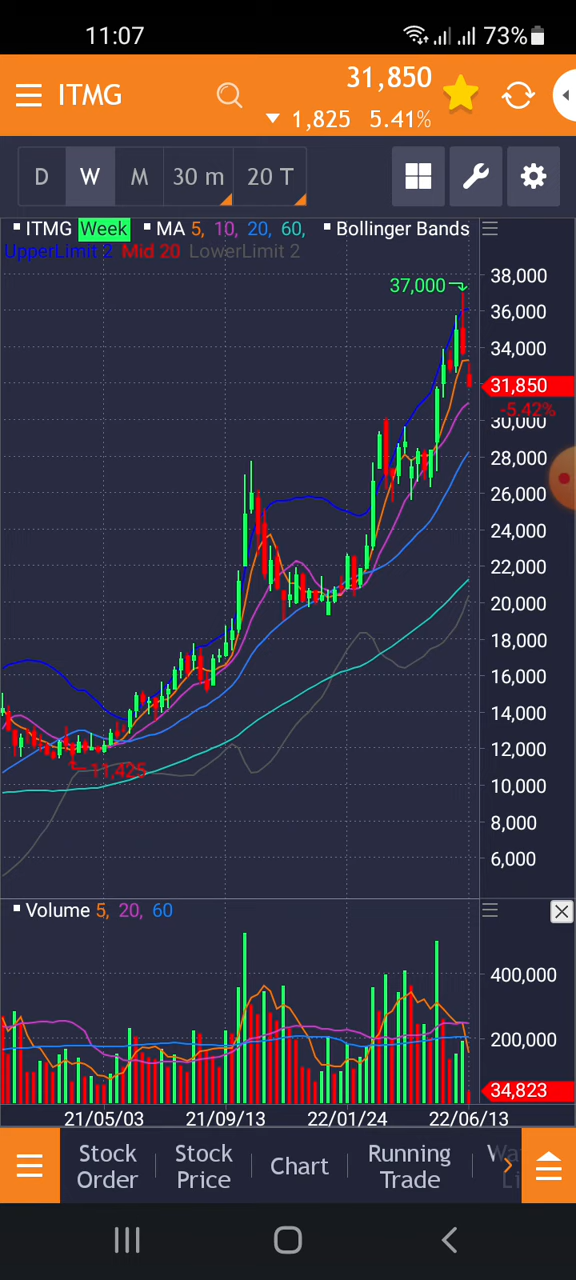 11:07 73%
ITMG 31,850
▼ 1,825 5.41%
D W M 30 m 20 T
ITMG Week MA 5, 10, 20, 60, Bollinger Bands
UpperLimit 2 Mid 20 LowerLimit 2
38,000
37,000
36,000
34,000
31,850
-5.42%
30,000
28,000
26,000
24,000
22,000
20,000
18,000
16,000
14,000
12,000
11,425
10,000
8,000
6,000
Volume 5, 20, 60
400,000
200,000
34,823
21/05/03 21/09/13 22/01/24 22/06/13
Stock Order
Stock Price
Chart
Running Trade